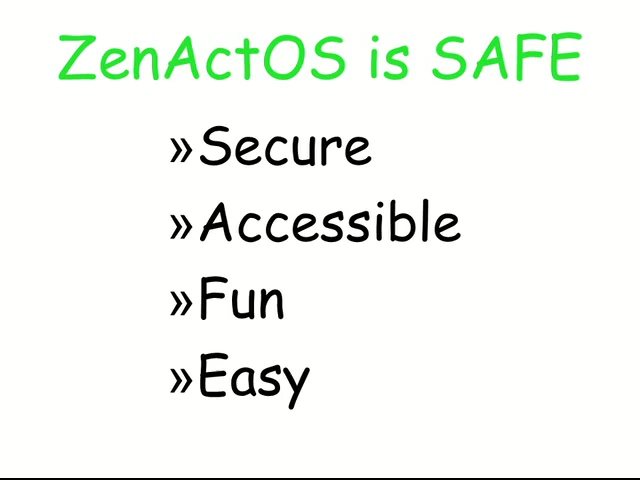 ZenActOS is SAFE
»Secure
»Accessible
»Fun
»Easy